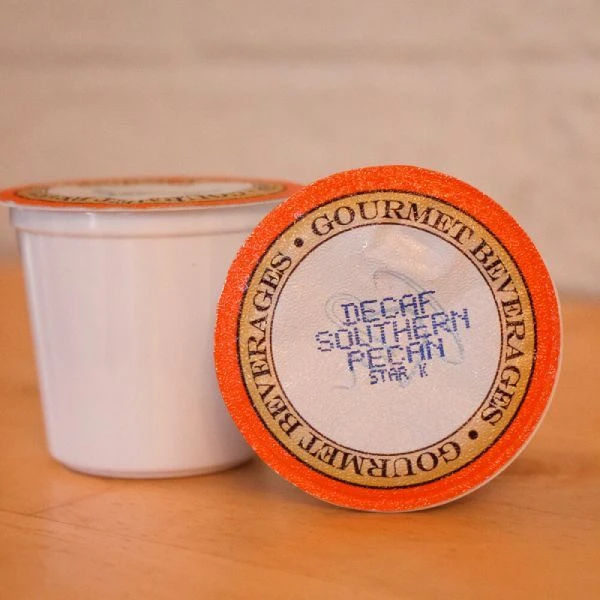 GOURMET BEVERAGES • GOURMET BEVERAGES •
DECAF
SOUTHERN
PECAN
STAR K